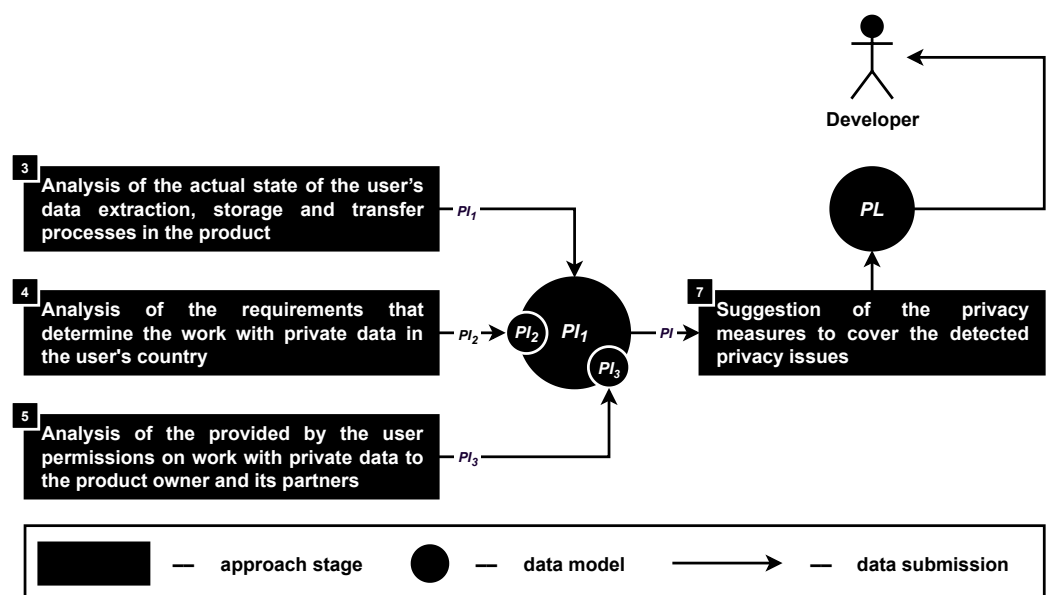 Developer
3
Analysis of the actual state of the user's
data extraction, storage and transfer
processes in the product
PI1
PL
4
Analysis of the requirements that
determine the work with private data in
the user's country
PI2
PI2
PI1
PI3
PI
7
Suggestion of the privacy
measures to cover the detected
privacy issues
5
Analysis of the provided by the user
permissions on work with private data to
the product owner and its partners
PI3
— approach stage
— data model
— data submission